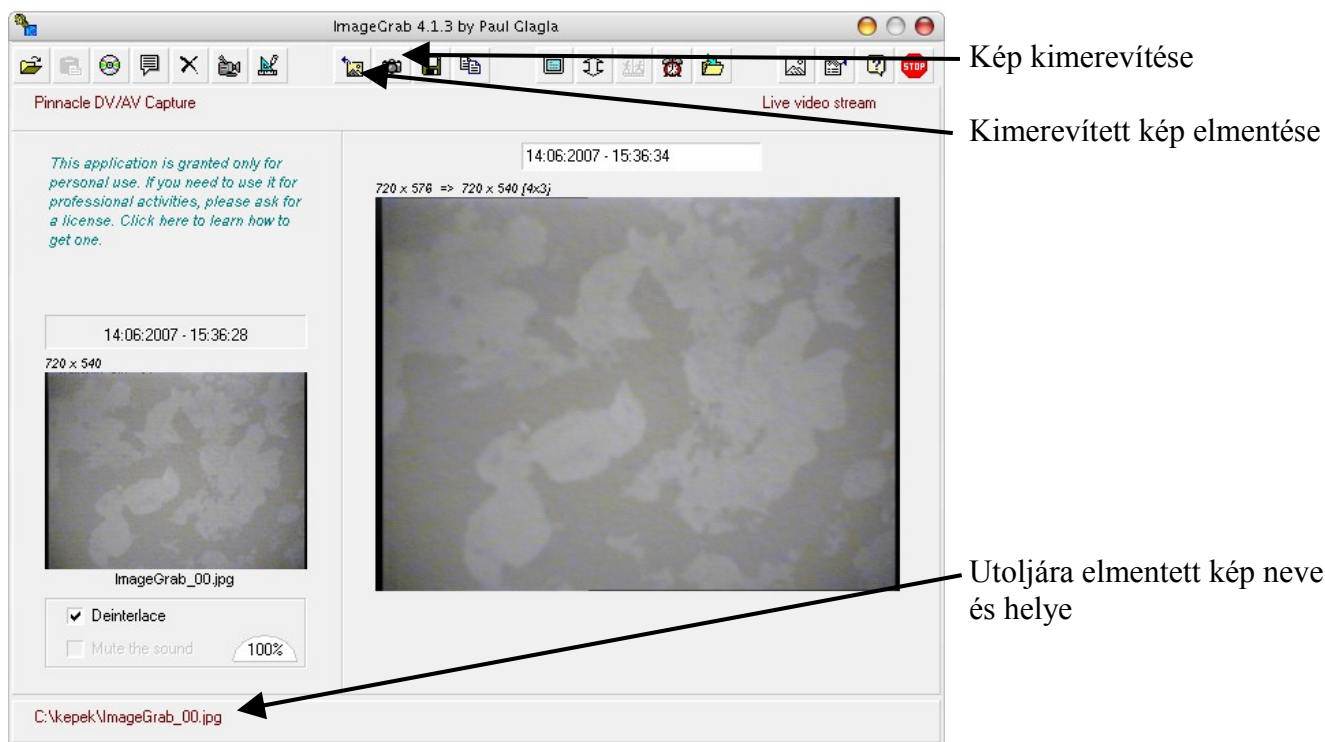 ImageGrab 4.1.3 by Paul Glagla
STOP
Pinnacle DV/AV Capture
Live video stream
This application is granted only for
personal use. If you need to use it for
professional activities, please ask for
a license. Click here to learn how to
get one.
14:06:2007 - 15:36:28
720 x 540
ImageGrab_00.jpg
Deinterlace
Mute the sound
100%
14:06:2007 - 15:36:34
720 x 576 => 720 x 540 {4x3}
C:\kepek\ImageGrab_00.jpg
Kép kimerevítése
Kimerevített kép elmentése
Utoljára elmentett kép neve
és helye